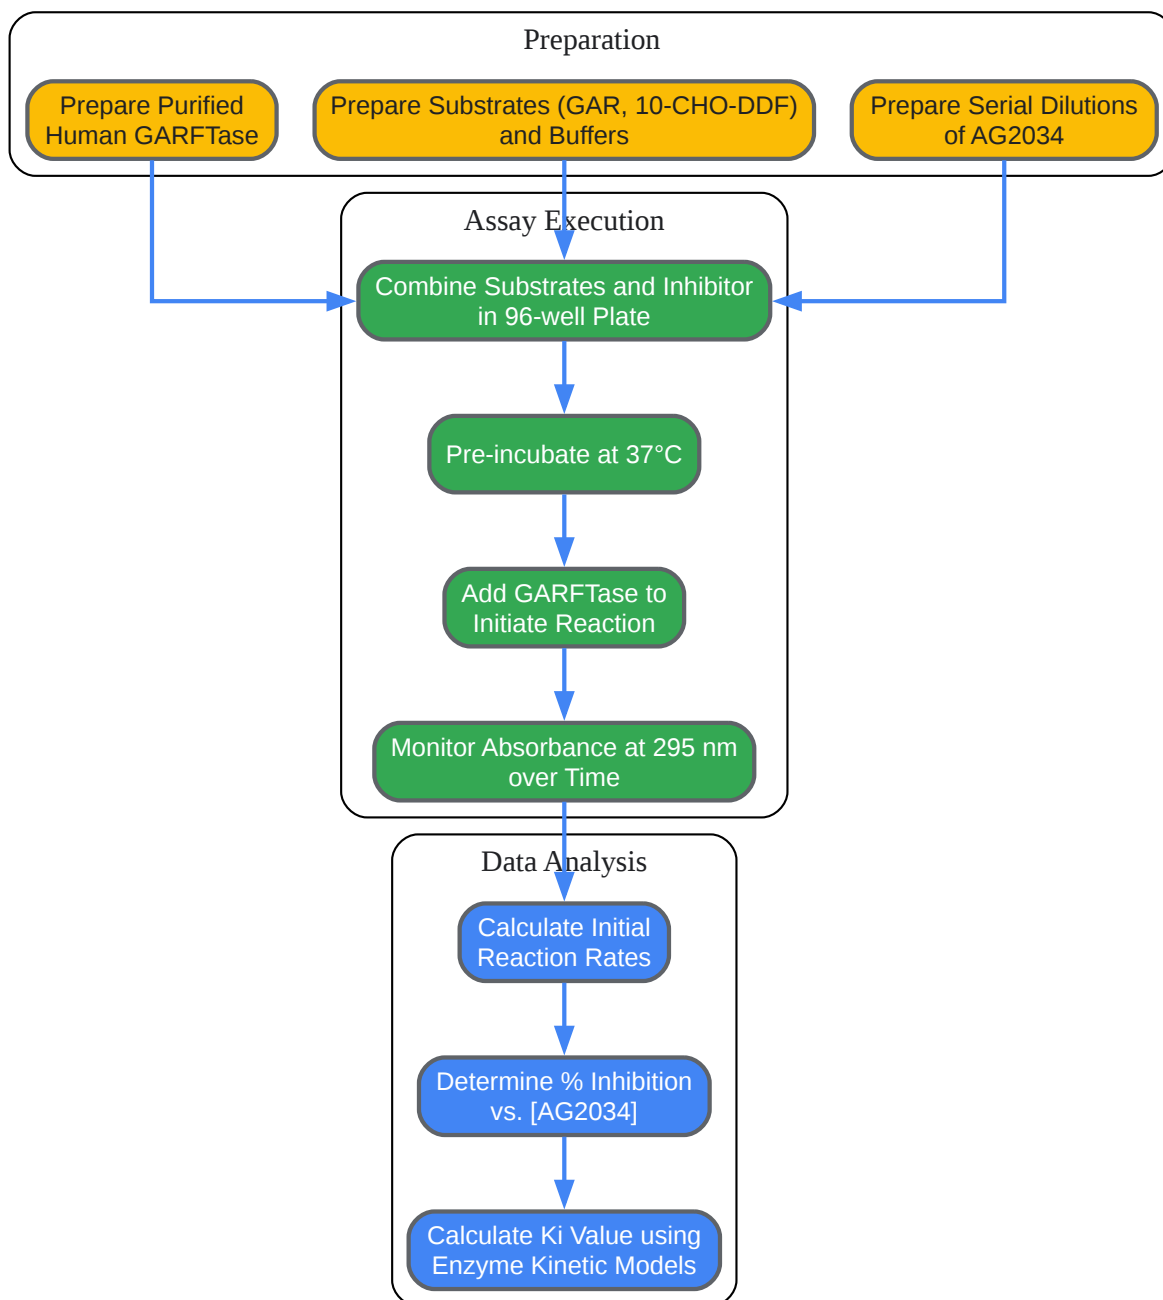 Preparation
Prepare Purified
Human GARFTase
Prepare Substrates (GAR, 10-CHO-DDF)
and Buffers
Prepare Serial Dilutions
of AG2034
Assay Execution
Combine Substrates and Inhibitor
in 96-well Plate
Pre-incubate at 37°C
Add GARFTase to
Initiate Reaction
Monitor Absorbance at 295 nm
over Time
Data Analysis
Calculate Initial
Reaction Rates
Determine % Inhibition
vs. [AG2034]
Calculate Ki Value using
Enzyme Kinetic Models